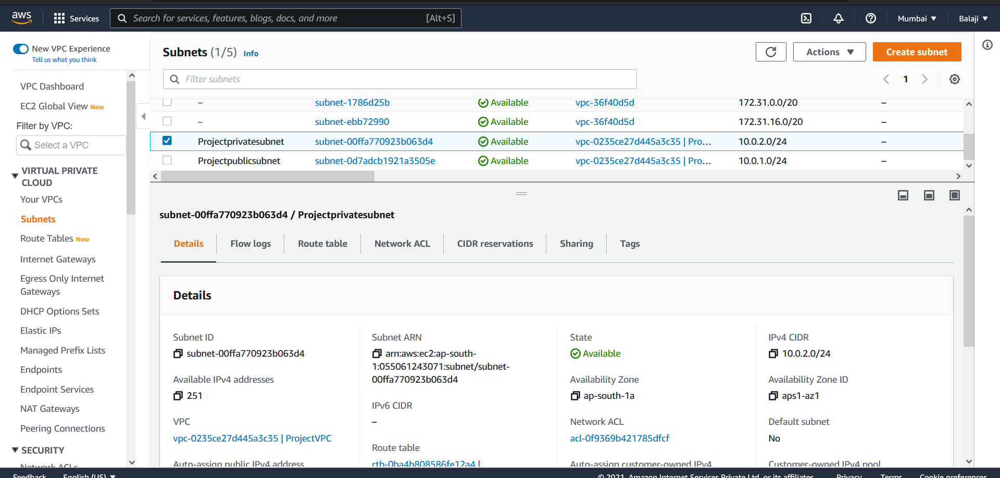 aws
Services
Search for services, features, blogs, docs, and more [Alt+S]
Mumbai ▼
Balaji ▼
New VPC Experience
Tell us what you think
VPC Dashboard
EC2 Global View New
Filter by VPC:
Select a VPC
VIRTUAL PRIVATE
CLOUD
Your VPCs
Subnets
Route Tables New
Internet Gateways
Egress Only Internet
Gateways
DHCP Options Sets
Elastic IPs
Managed Prefix Lists
Endpoints
Endpoint Services
NAT Gateways
Peering Connections
SECURITY
Network ACLs
Subnets (1/5) Info
Actions ▼
Create subnet
Filter subnets
1
– subnet-1786d25b Available vpc-36f40d5d 172.31.0.0/20 –
– subnet-ebb72990 Available vpc-36f40d5d 172.31.16.0/20 –
Projectprivatesubnet subnet-00ffa770923b063d4 Available vpc-0235ce27d445a3c35 | Pro... 10.0.2.0/24 –
Projectpublicsubnet subnet-0d7adcb1921a3505e Available vpc-0235ce27d445a3c35 | Pro... 10.0.1.0/24 –
subnet-00ffa770923b063d4 / Projectprivatesubnet
Details Flow logs Route table Network ACL CIDR reservations Sharing Tags
Details
Subnet ID
subnet-00ffa770923b063d4
Available IPv4 addresses
251
VPC
vpc-0235ce27d445a3c35 | ProjectVPC
Auto-assign public IPv4 address
Subnet ARN
arn:aws:ec2:ap-south-
1:055061243071:subnet/subnet-
00ffa770923b063d4
IPv6 CIDR
–
Route table
rtb-0ba4b808586fe12a4 |
State
Available
Availability Zone
ap-south-1a
Network ACL
acl-0f9369b421785dfcf
Auto-assign customer-owned IPv4
IPv4 CIDR
10.0.2.0/24
Availability Zone ID
aps1-az1
Default subnet
No
Customer-owned IPv4 pool
Feedback English (US) ▼
© 2021, Amazon Internet Services Private Ltd. or its affiliates. Privacy Terms Cookie preferences